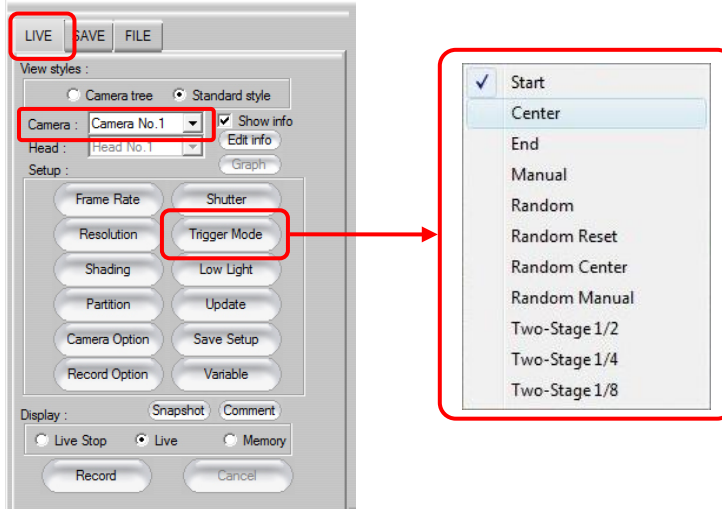 LIVE SAVE FILE
View styles :
Camera tree Standard style
Camera : Camera No.1 Show info
Head : Head No.1 Edit info
Setup : Graph
Frame Rate Shutter
Resolution Trigger Mode
Shading Low Light
Partition Update
Camera Option Save Setup
Record Option Variable
Display : Snapshot Comment
Live Stop Live Memory
Record Cancel
Start
Center
End
Manual
Random
Random Reset
Random Center
Random Manual
Two-Stage 1/2
Two-Stage 1/4
Two-Stage 1/8